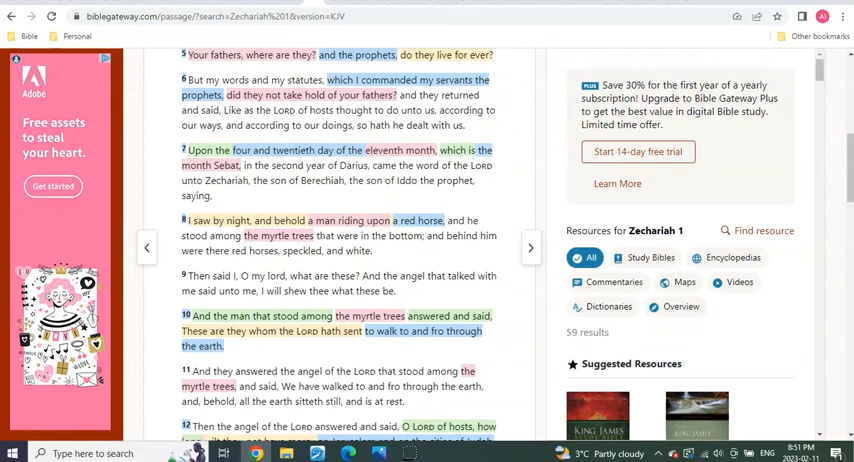 biblegateway.com/passage/?search=Zechariah%201&version=KJV
Bible
Personal
Other bookmarks
AI
5 Your fathers, where are they? and the prophets, do they live for ever?
6 But my words and my statutes, which I commanded my servants the
prophets, did they not take hold of your fathers? and they returned
and said, Like as the LORD of hosts thought to do unto us, according to
our ways, and according to our doings, so hath he dealt with us.
7 Upon the four and twentieth day of the eleventh month, which is the
month Sebat, in the second year of Darius, came the word of the LORD
unto Zechariah, the son of Berechiah, the son of Iddo the prophet,
saying,
8 I saw by night, and behold a man riding upon a red horse, and he
stood among the myrtle trees that were in the bottom; and behind him
were there red horses, speckled, and white.
9 Then said I, O my lord, what are these? And the angel that talked with
me said unto me, I will shew thee what these be.
10 And the man that stood among the myrtle trees answered and said,
These are they whom the LORD hath sent to walk to and fro through
the earth.
11 And they answered the angel of the LORD that stood among the
myrtle trees, and said, We have walked to and fro through the earth,
and, behold, all the earth sitteth still, and is at rest.
12 Then the angel of the LORD answered and said, O LORD of hosts, how
Adobe
Free assets
to steal
your heart.
Get started
LOVE
PLUS Save 30% for the first year of a yearly
subscription! Upgrade to Bible Gateway Plus
to get the best value in digital Bible study.
Limited time offer.
Start 14-day free trial
Learn More
Resources for Zechariah 1
Find resource
All
Study Bibles
Encyclopedias
Commentaries
Maps
Videos
Dictionaries
Overview
59 results
Suggested Resources
KING JAMES
STUDY BIBLE
KING JAMES
Type here to search
3°C Partly cloudy
ENG
8:51 PM
2023-02-11